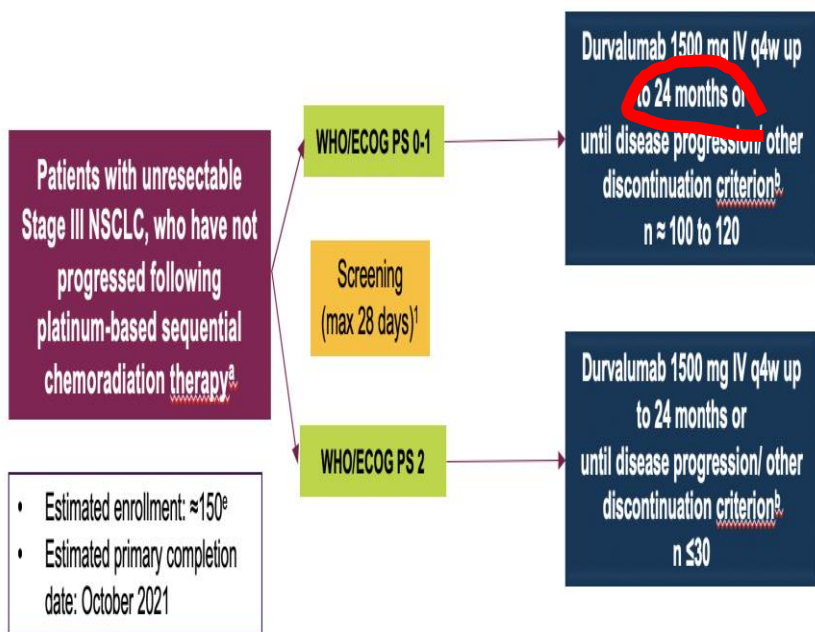 Patients with unresectable
Stage III NSCLC, who have not
progressed following
platinum-based sequential
chemoradiation therapyᵃ
WHO/ECOG PS 0-1
Screening
(max 28 days)¹
WHO/ECOG PS 2
Durvalumab 1500 mg IV q4w up
to 24 months or
until disease progression/ other
discontinuation criterionᵇ
n ≈ 100 to 120
Durvalumab 1500 mg IV q4w up
to 24 months or
until disease progression/ other
discontinuation criterionᵇ
n ≤30
• Estimated enrollment: ≈150ᵉ
• Estimated primary completion
date: October 2021